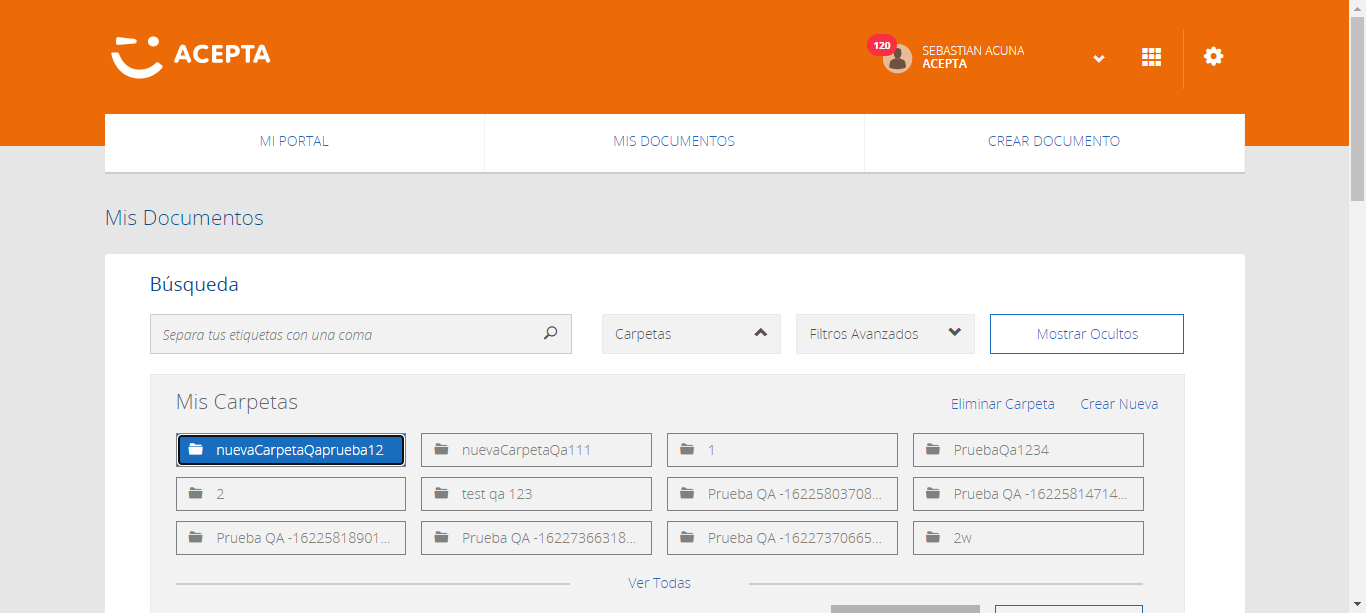 ACEPTA
120
SEBASTIAN ACUNA
ACEPTA
MI PORTAL
MIS DOCUMENTOS
CREAR DOCUMENTO
Mis Documentos
Búsqueda
Separa tus etiquetas con una coma
Carpetas
Filtros Avanzados
Mostrar Ocultos
Mis Carpetas
Eliminar Carpeta
Crear Nueva
nuevaCarpetaQaprueba12
nuevaCarpetaQa111
1
PruebaQa1234
2
test qa 123
Prueba QA -16225803708...
Prueba QA -16225814714...
Prueba QA -16225818901...
Prueba QA -16227366318...
Prueba QA -16227370665...
2w
Ver Todas